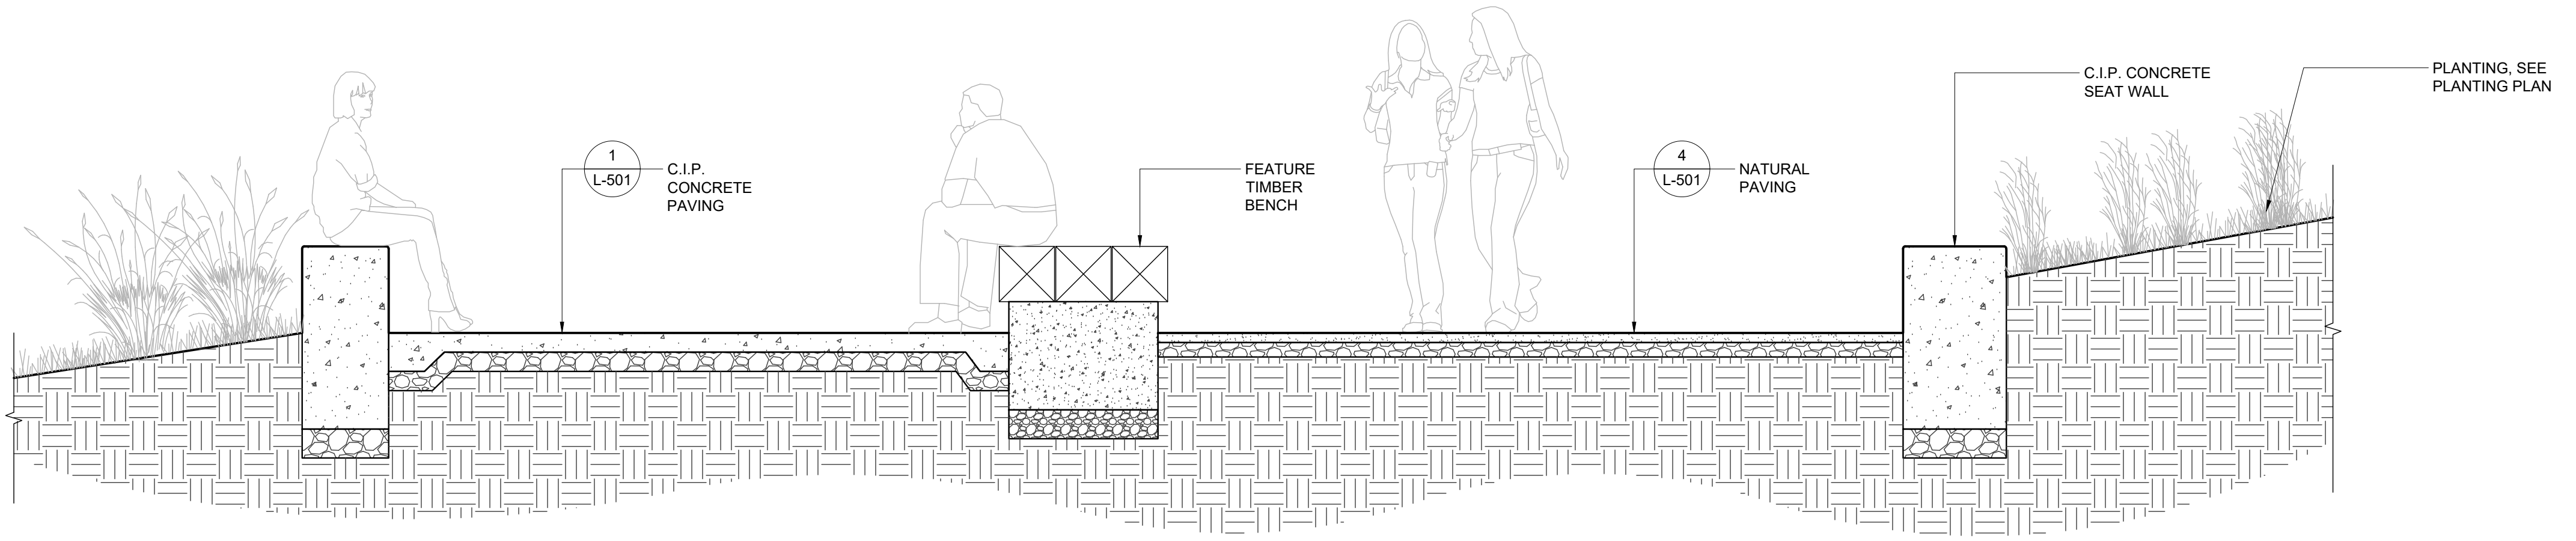 1
L-501
C.I.P.
CONCRETE
PAVING
FEATURE
TIMBER
BENCH
4
L-501
NATURAL
PAVING
C.I.P. CONCRETE
SEAT WALL
PLANTING, SEE
PLANTING PLAN